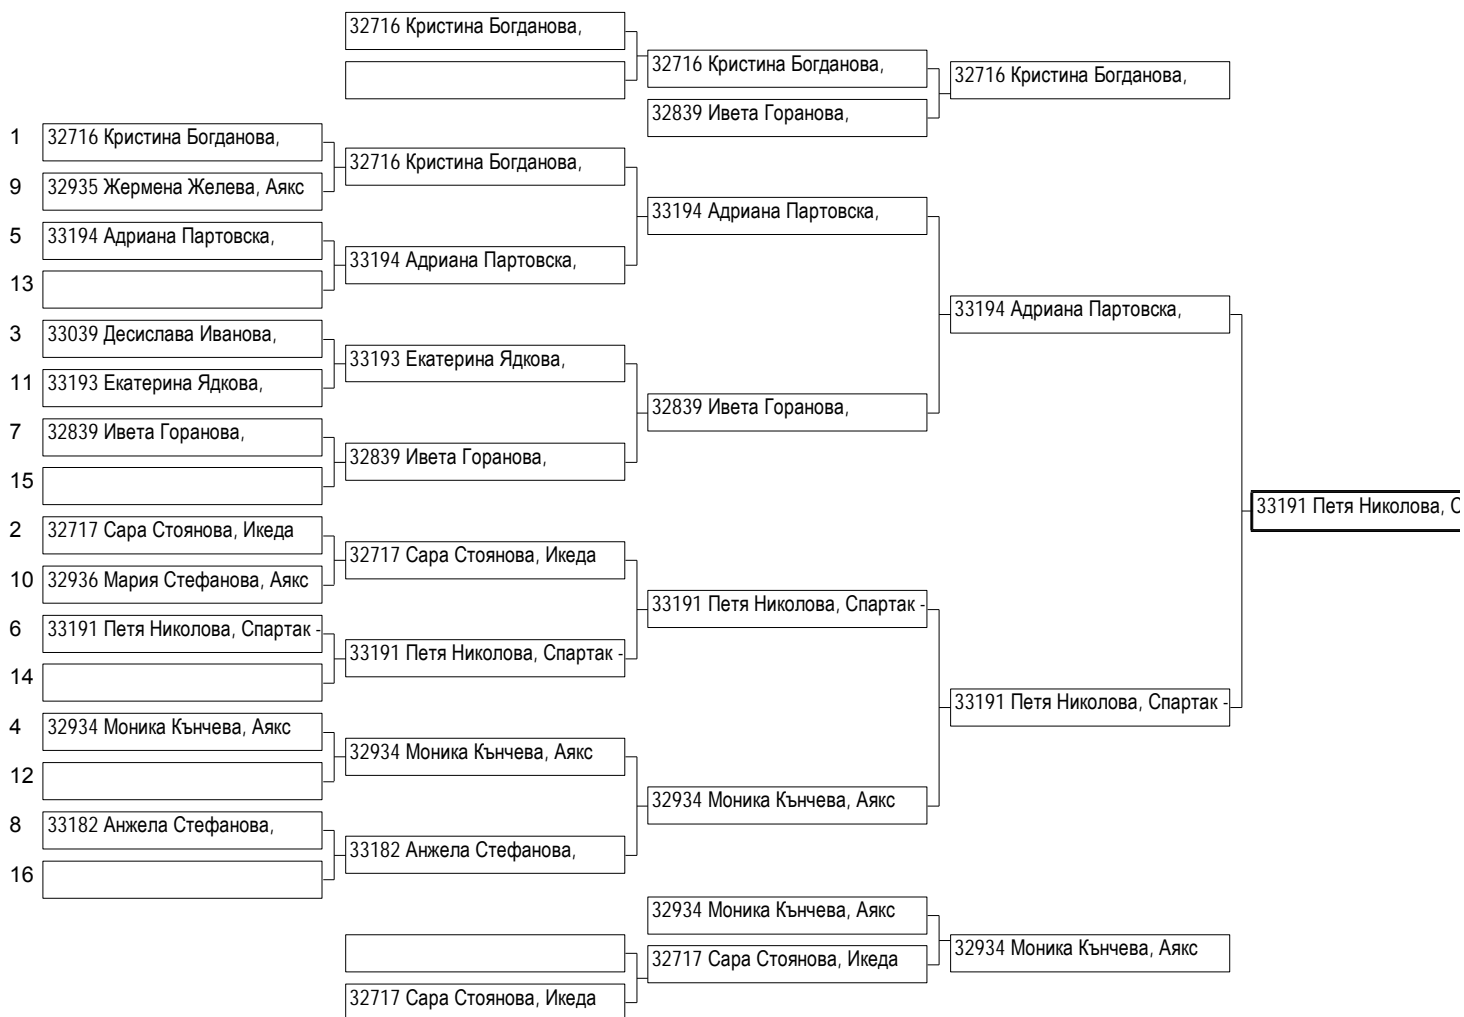 32716 Кристина Богданова,
32716 Кристина Богданова,
32716 Кристина Богданова,
32839 Ивета Горанова,
1 32716 Кристина Богданова,
32716 Кристина Богданова,
9 32935 Жермена Желева, Аякс
33194 Адриана Партовска,
5 33194 Адриана Партовска,
33194 Адриана Партовска,
13
33194 Адриана Партовска,
3 33039 Десислава Иванова,
33193 Екатерина Ядкова,
11 33193 Екатерина Ядкова,
32839 Ивета Горанова,
7 32839 Ивета Горанова,
32839 Ивета Горанова,
15
33191 Петя Николова, С
2 32717 Сара Стоянова, Икеда
32717 Сара Стоянова, Икеда
10 32936 Мария Стефанова, Аякс
33191 Петя Николова, Спартак -
6 33191 Петя Николова, Спартак -
33191 Петя Николова, Спартак -
14
33191 Петя Николова, Спартак -
4 32934 Моника Кънчева, Аякс
32934 Моника Кънчева, Аякс
12
32934 Моника Кънчева, Аякс
8 33182 Анжела Стефанова,
33182 Анжела Стефанова,
16
32934 Моника Кънчева, Аякс
32934 Моника Кънчева, Аякс
32717 Сара Стоянова, Икеда
32717 Сара Стоянова, Икеда